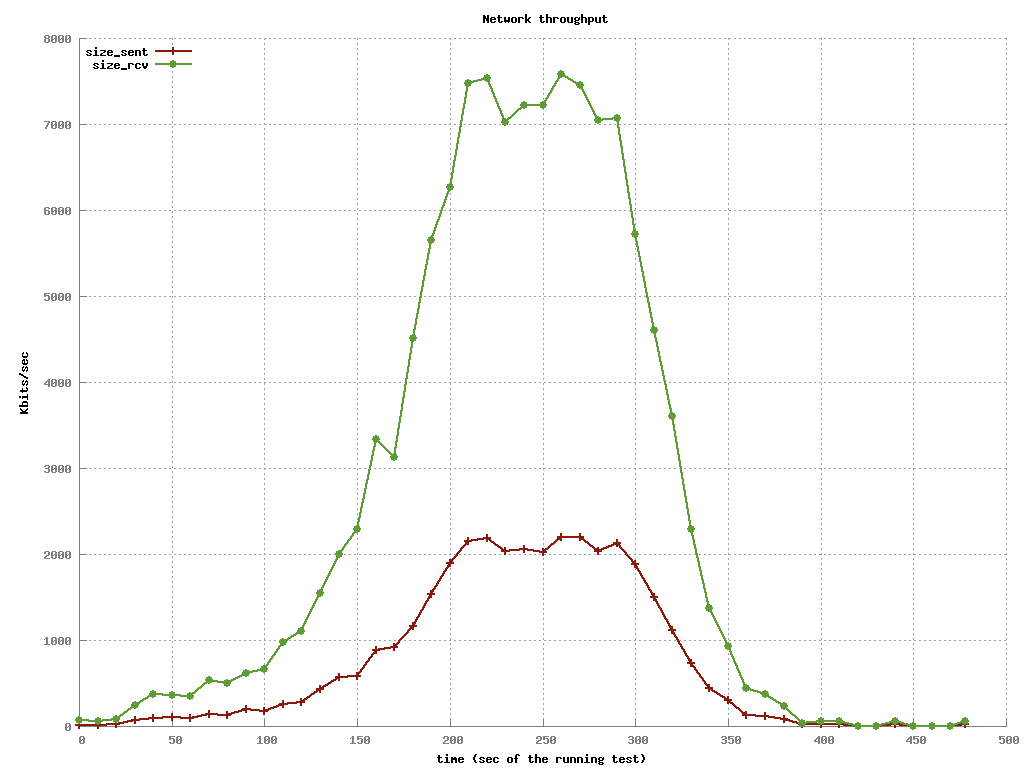 Network throughput
size_sent
size_rcv
8000
7000
6000
5000
4000
3000
2000
1000
0
Kbits/sec
0 50 100 150 200 250 300 350 400 450 500
time (sec of the running test)